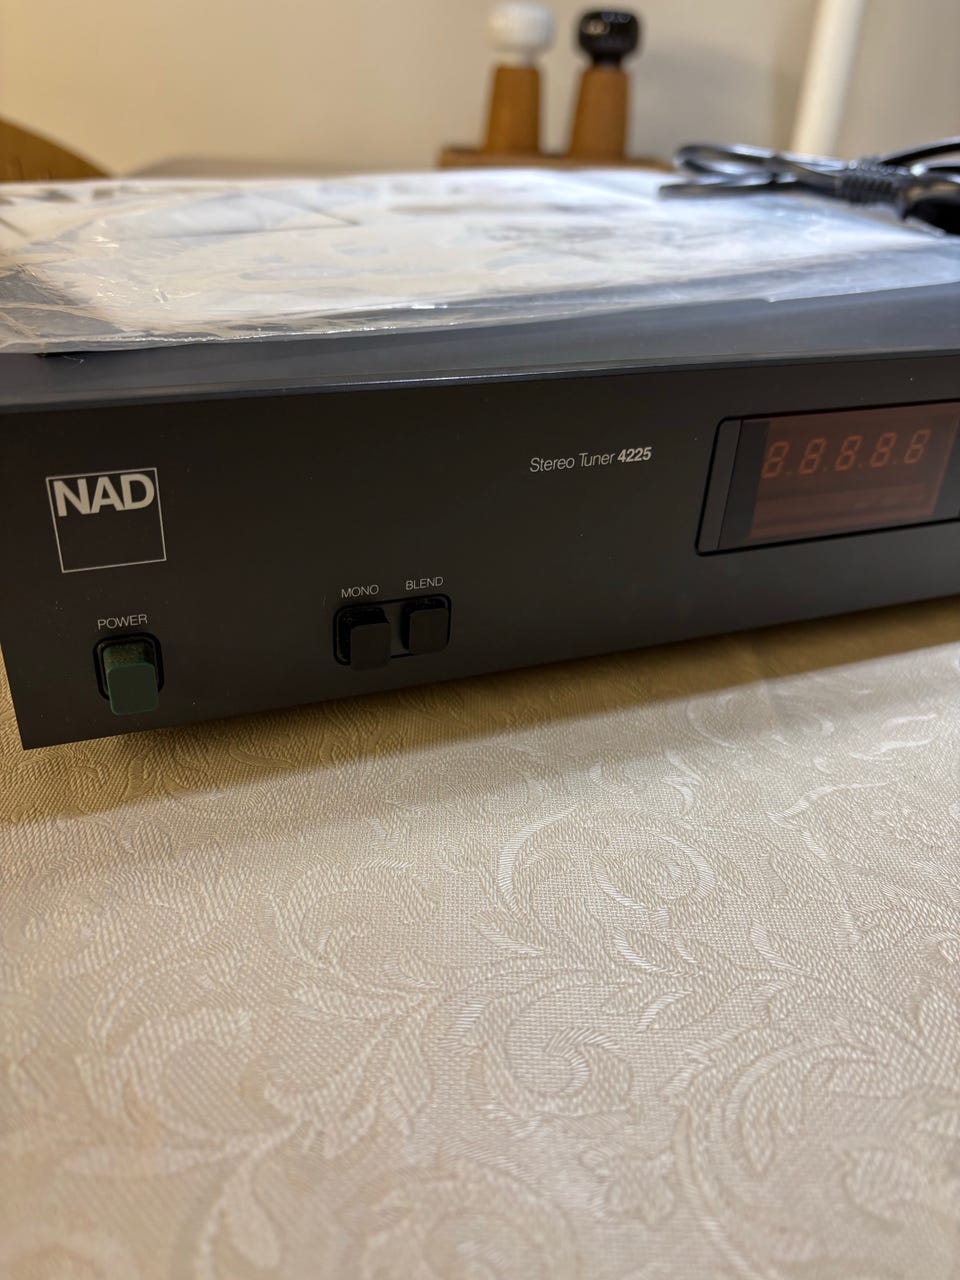 NAD
Stereo Tuner 4225
8.8.8.8.8
POWER
MONO BLEND